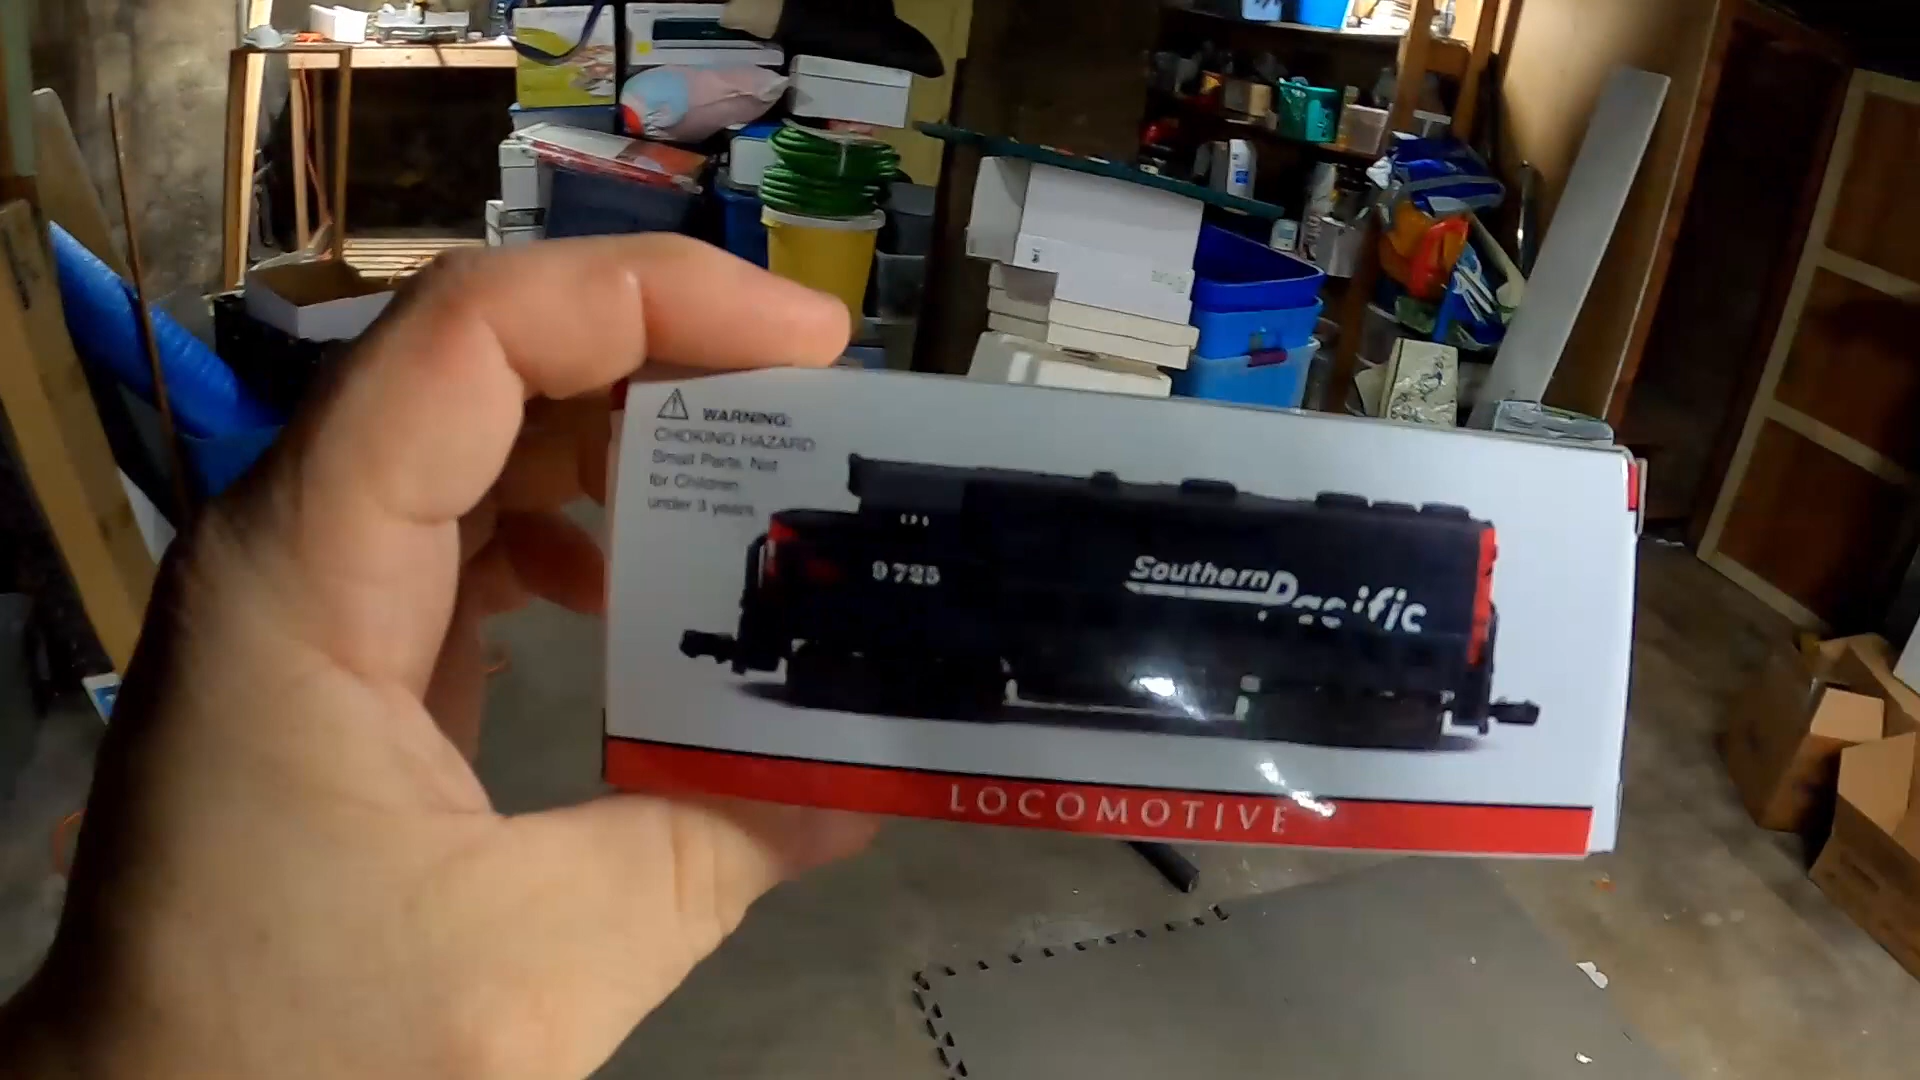 WARNING:
CHOKING HAZARD
Small Parts. Not
for Children
under 3 years.
9725
Southern Pacific
LOCOMOTIVE